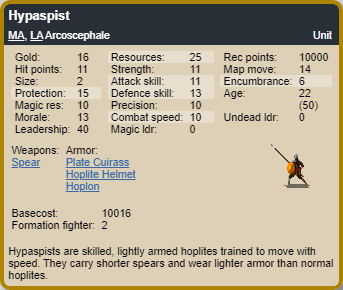 Hypaspist
MA, LA Arcoscephale Unit
Gold: 16 Resources: 25 Rec points: 10000
Hit points: 11 Strength: 11 Map move: 14
Size: 2 Attack skill: 11 Encumbrance: 6
Protection: 15 Defence skill: 13 Age: 22
Magic res: 10 Precision: 10 (50)
Morale: 13 Combat speed: 10 Undead ldr: 0
Leadership: 40 Magic ldr: 0
Weapons: Armor:
Spear Plate Cuirass
Hoplite Helmet
Hoplon
Basecost: 10016
Formation fighter: 2
Hypaspists are skilled, lightly armed hoplites trained to move with
speed. They carry shorter spears and wear lighter armor than normal
hoplites.